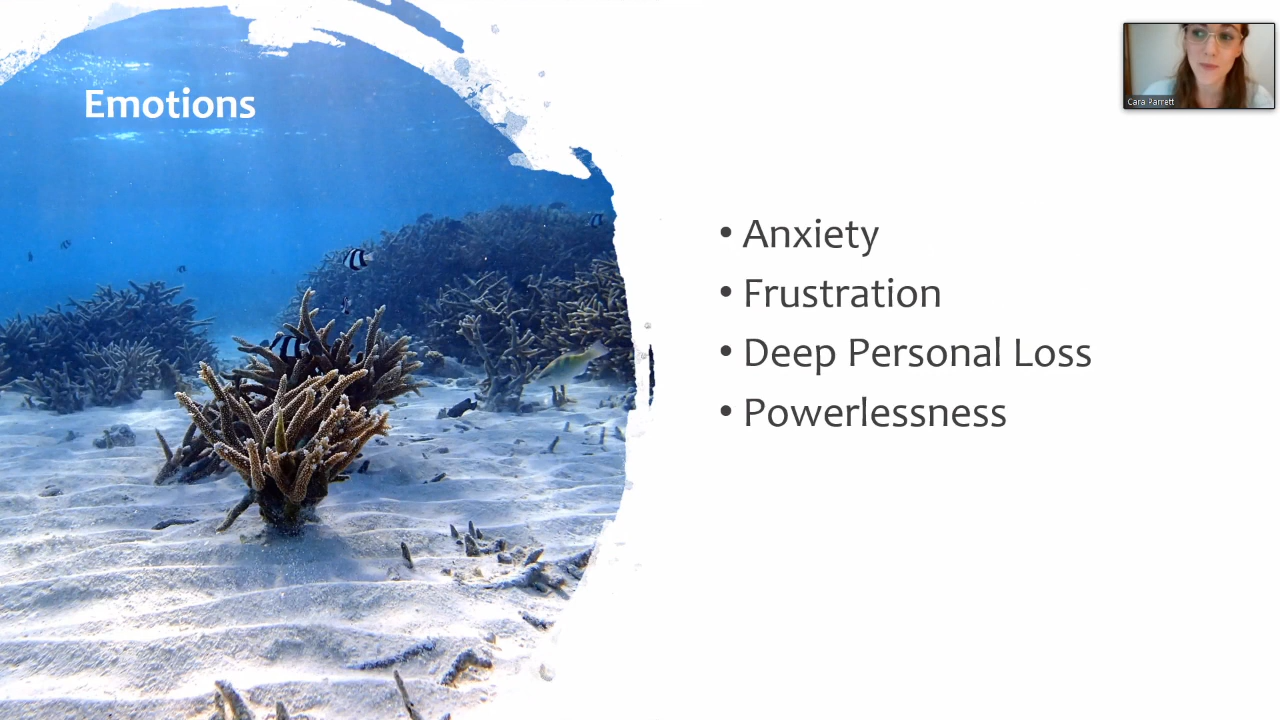 Emotions
Cara Parrett
• Anxiety
• Frustration
• Deep Personal Loss
• Powerlessness